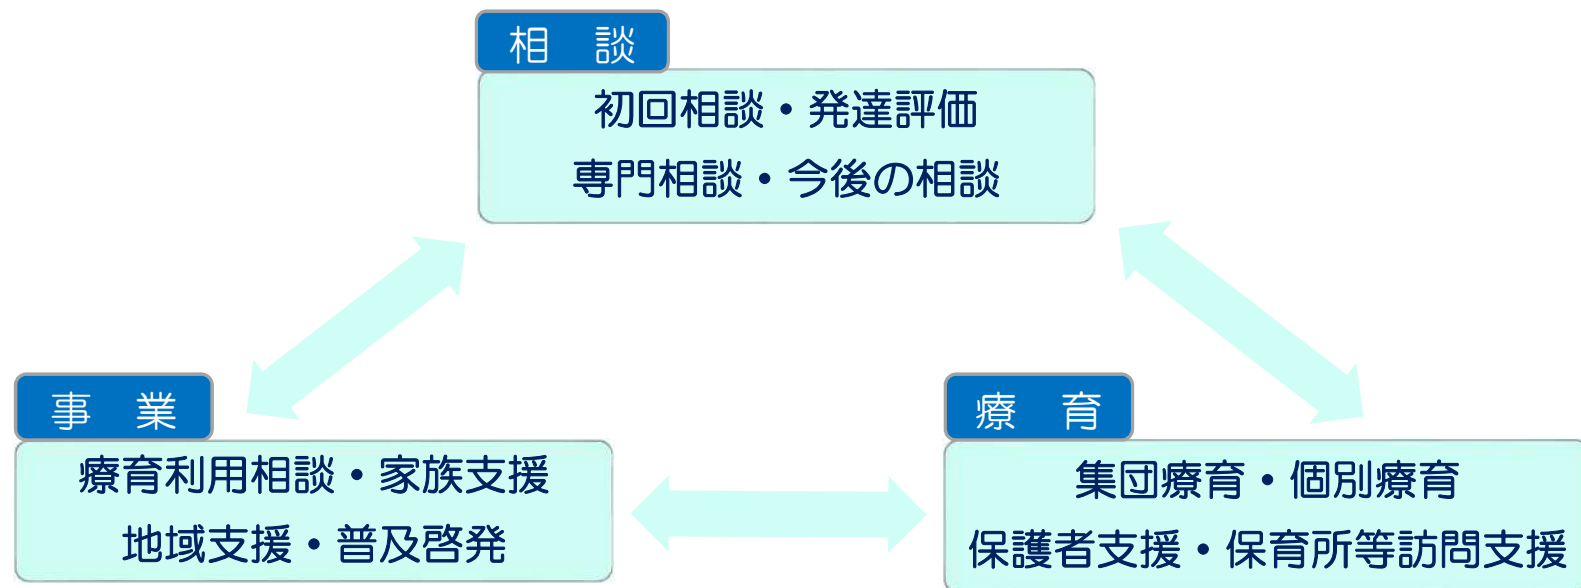 相　談
初回相談・発達評価
専門相談・今後の相談
事　業
療育利用相談・家族支援
地域支援・普及啓発
療　育
集団療育・個別療育
保護者支援・保育所等訪問支援